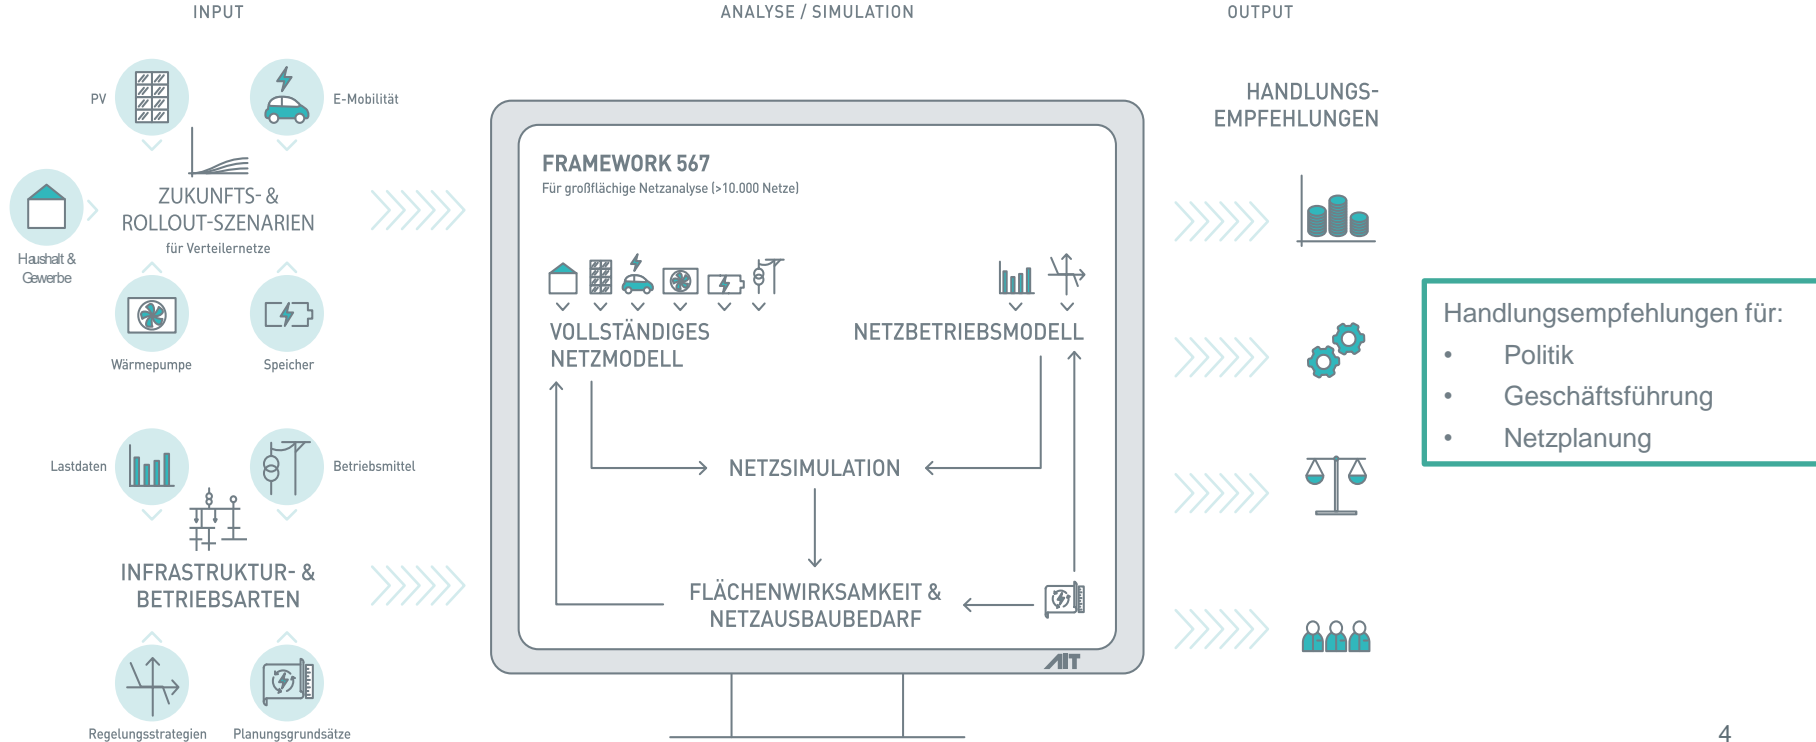 INPUT
PV
E-Mobilität
ZUKUNFTS- &
ROLLOUT-SZENARIEN
für Verteilernetze
Haushalt &
Gewerbe
Wärmepumpe
Speicher
Lastdaten
Betriebsmittel
INFRASTRUKTUR- &
BETRIEBSARTEN
Regelungsstrategien
Planungsgrundsätze
ANALYSE / SIMULATION
FRAMEWORK 567
Für großflächige Netzanalyse (>10.000 Netze)
VOLLSTÄNDIGES
NETZMODELL
NETZBETRIEBSMODELL
NETZSIMULATION
FLÄCHENWIRKSAMKEIT &
NETZAUSBAUBEDARF
AIT
OUTPUT
HANDLUNGS-
EMPFEHLUNGEN
Handlungsempfehlungen für:
• Politik
• Geschäftsführung
• Netzplanung
4